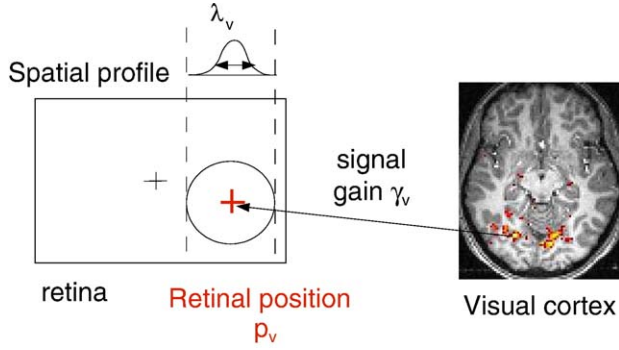 λv
Spatial profile
signal
gain γv
retina
Retinal position
pv
Visual cortex